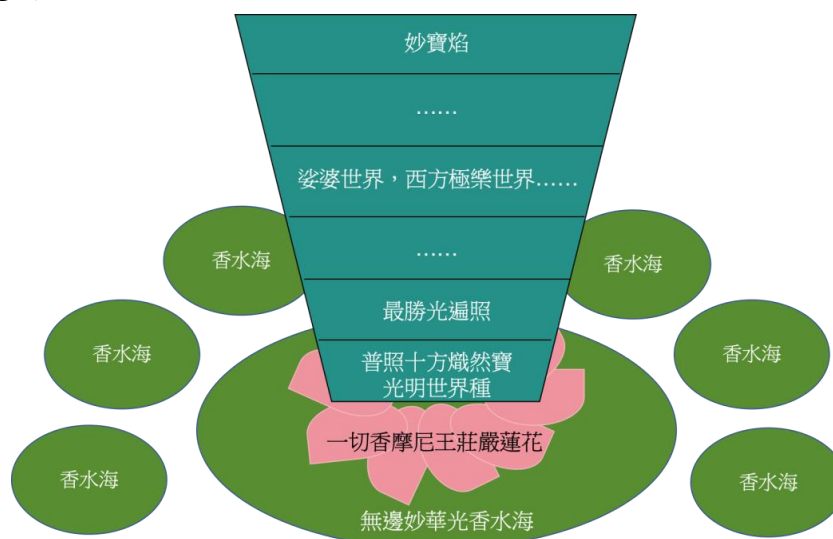 妙寶焰
……
娑婆世界，西方極樂世界……
……
香水海
香水海
最勝光遍照
香水海
香水海
普照十方熾然寶
光明世界種
一切香摩尼王莊嚴蓮花
香水海
香水海
無邊妙華光香水海